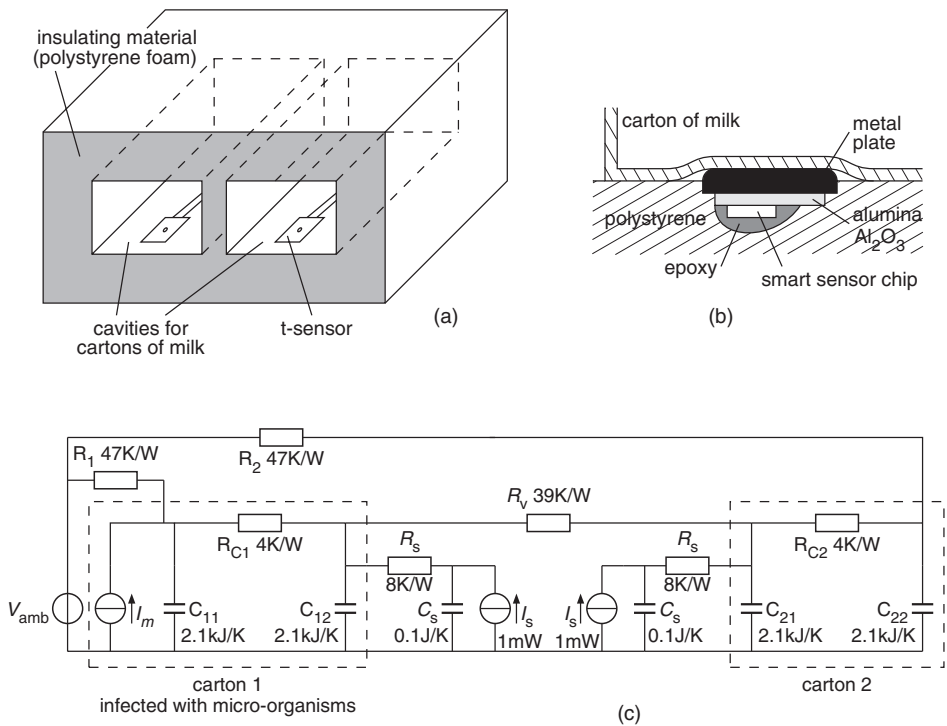 insulating material
(polystyrene foam)
cavities for
cartons of milk
t-sensor
(a)
carton of milk
metal
plate
polystyrene
alumina
Al2O3
epoxy
smart sensor chip
(b)
R1 47K/W
R2 47K/W
Rv 39K/W
RC1 4K/W
Rs
8K/W
Rs
8K/W
RC2 4K/W
Vamb
Im
C11
2.1kJ/K
C12
2.1kJ/K
Cs
0.1J/K
Is
1mW
Is
1mW
Cs
0.1J/K
C21
2.1kJ/K
C22
2.1kJ/K
carton 1
infected with micro-organisms
carton 2
(c)